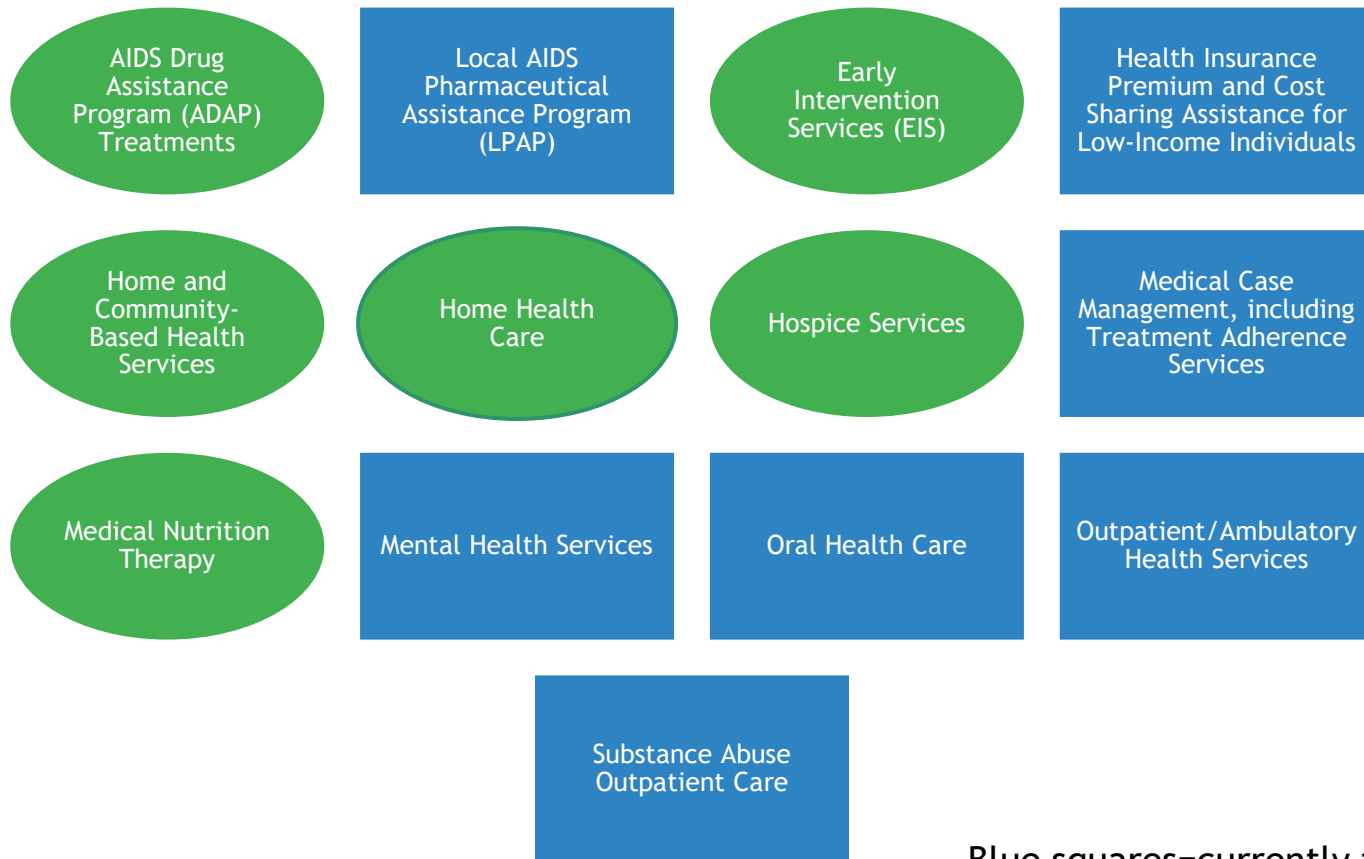 AIDS Drug
Assistance
Program (ADAP)
Treatments
Local AIDS
Pharmaceutical
Assistance Program
(LPAP)
Early
Intervention
Services (EIS)
Health Insurance
Premium and Cost
Sharing Assistance for
Low-Income Individuals
Home and
Community-
Based Health
Services
Home Health
Care
Hospice Services
Medical Case
Management, including
Treatment Adherence
Services
Medical Nutrition
Therapy
Mental Health Services
Oral Health Care
Outpatient/Ambulatory
Health Services
Substance Abuse
Outpatient Care
Blue squares=currently